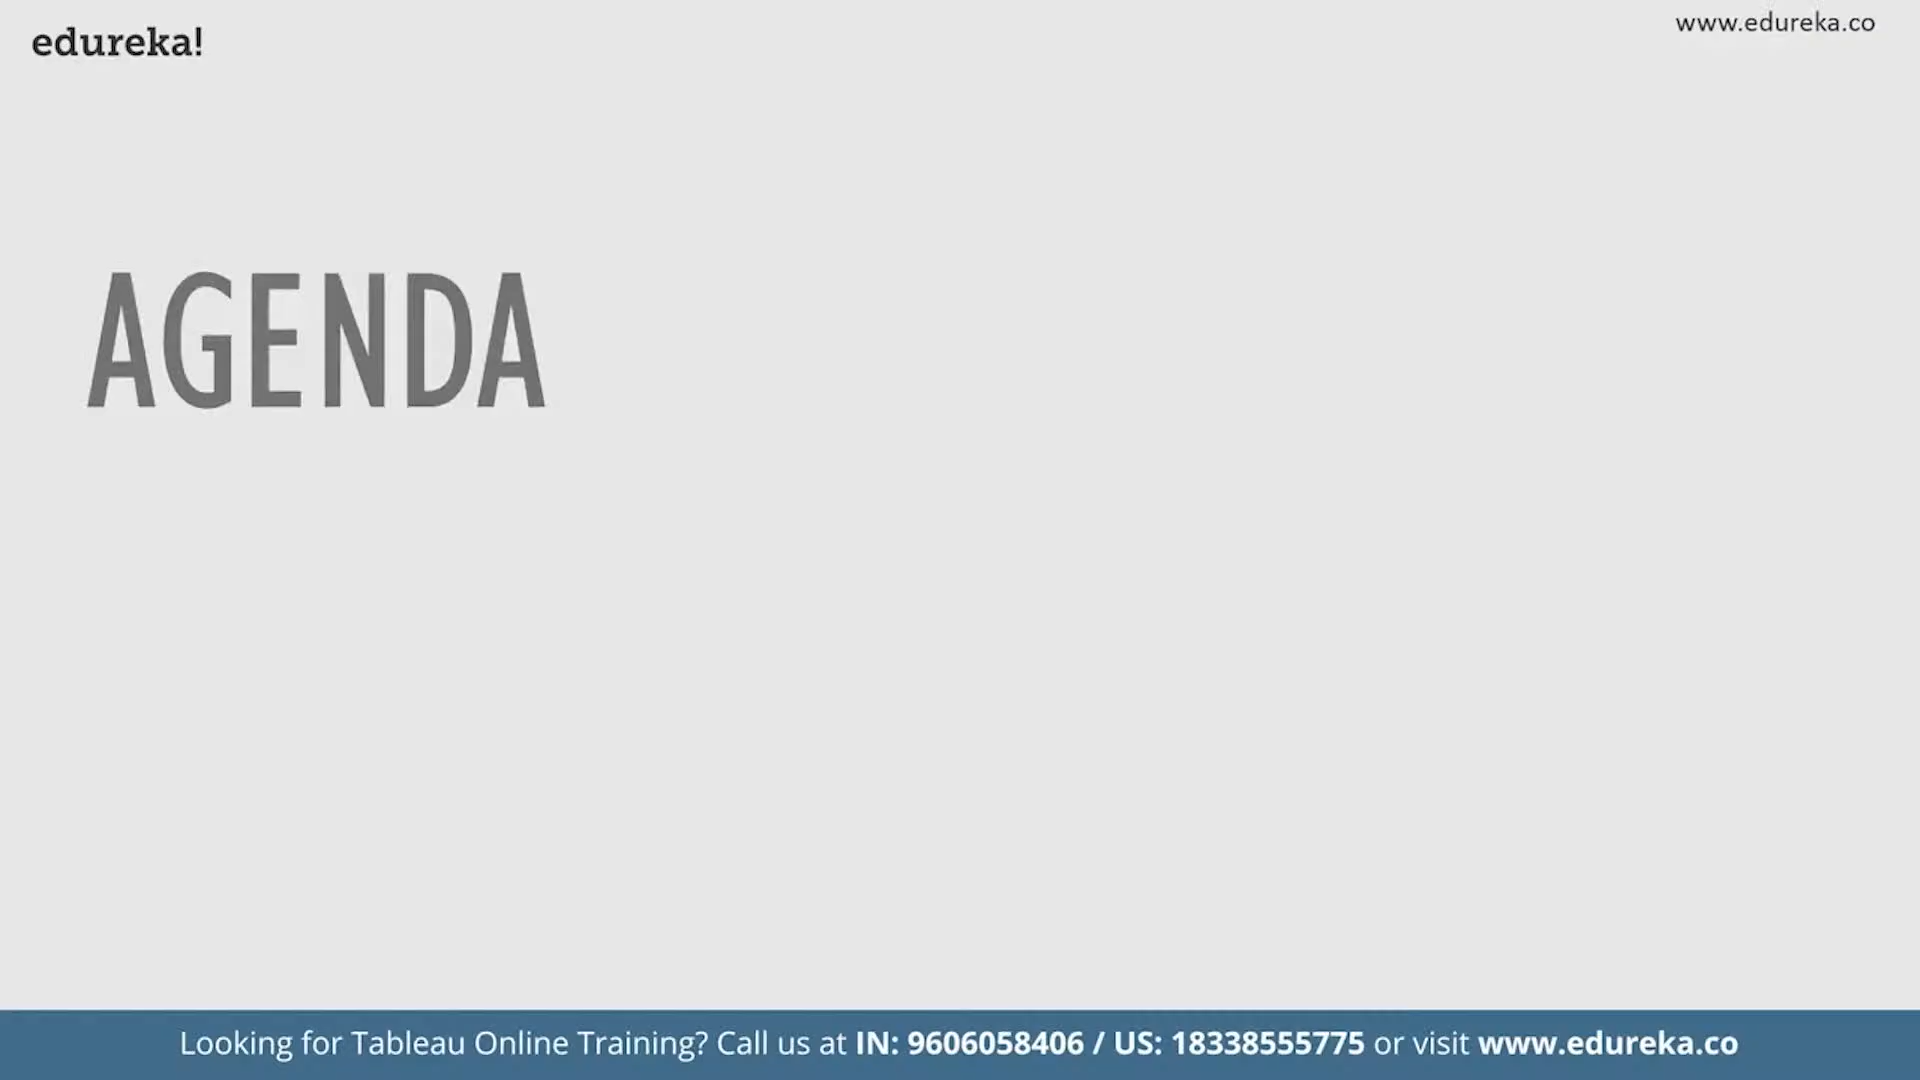 edureka!
www.edureka.co
AGENDA
Looking for Tableau Online Training? Call us at IN: 9606058406 / US: 18338555775 or visit www.edureka.co